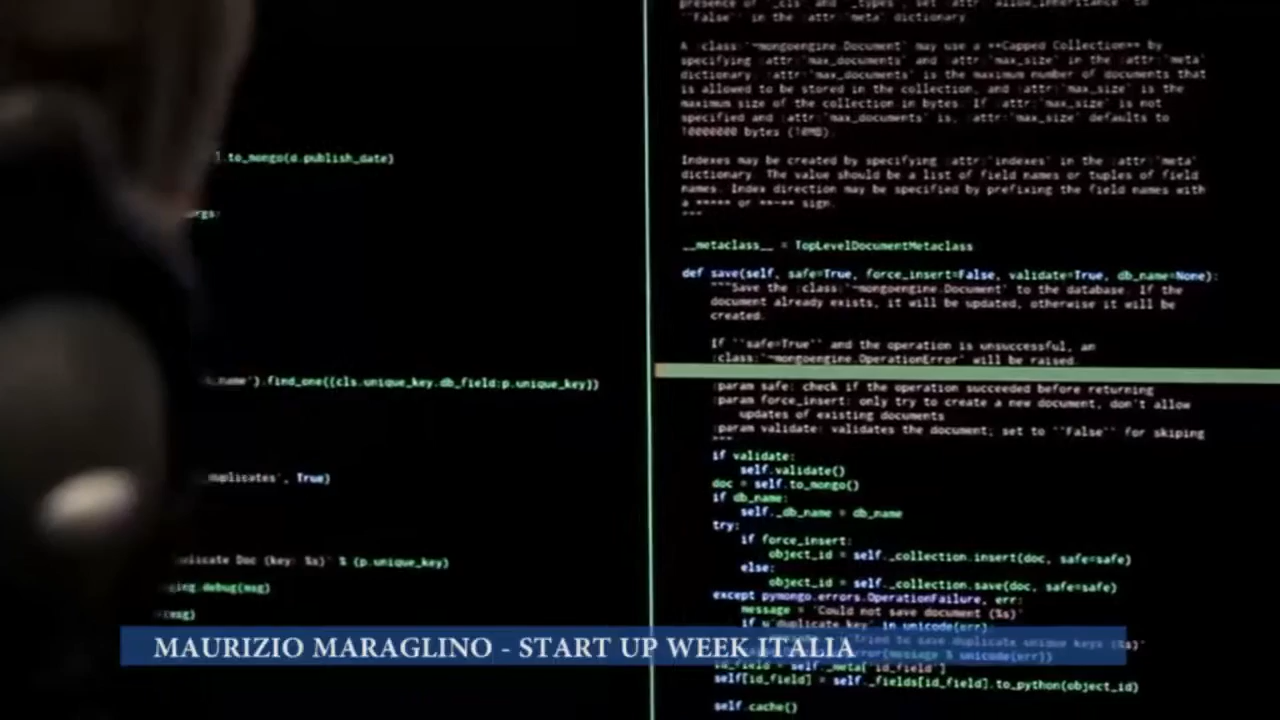 ].to_mongo(d.publish_date)
args:
.name').find_one({cls.unique_key.db_field:p.unique_key})
True)
Doc (key: %s)' % (p.unique_key)
.debug(msg)
presence of `_cls` and `_types`, set :attr:`allow_inheritance` to
``False`` in the :attr:`meta` dictionary.
A :class:`~mongoengine.Document` may use a **Capped Collection** by
specifying :attr:`max_documents` and :attr:`max_size` in the :attr:`meta`
dictionary. :attr:`max_documents` is the maximum number of documents that
is allowed to be stored in the collection, and :attr:`max_size` is the
maximum size of the collection in bytes. If :attr:`max_size` is not
specified and :attr:`max_documents` is, :attr:`max_size` defaults to
10000000 bytes (10MB).
Indexes may be created by specifying :attr:`indexes` in the :attr:`meta`
dictionary. The value should be a list of field names or tuples of field
names. Index direction may be specified by prefixing the field names with
a **+** or **-** sign.
"""
__metaclass__ = TopLevelDocumentMetaclass
def save(self, safe=True, force_insert=False, validate=True, db_name=None):
"""Save the :class:`~mongoengine.Document` to the database. If the
document already exists, it will be updated, otherwise it will be
created.
If ``safe=True`` and the operation is unsuccessful, an
:class:`~mongoengine.OperationError` will be raised.
:param safe: check if the operation succeeded before returning
:param force_insert: only try to create a new document, don't allow
updates of existing documents
:param validate: validates the document; set to ``False`` for skiping
"""
if validate:
self.validate()
doc = self.to_mongo()
if db_name:
self._db_name = db_name
try:
if force_insert:
object_id = self._collection.insert(doc, safe=safe)
else:
object_id = self._collection.save(doc, safe=safe)
except pymongo.errors.OperationFailure, err:
message = 'Could not save document (%s)'
if u'duplicate key' in unicode(err):
MAURIZIO MARAGLINO - START UP WEEK ITALIA
id_field = self._meta['id_field']
self[id_field] = self._fields[id_field].to_python(object_id)
self.cache()